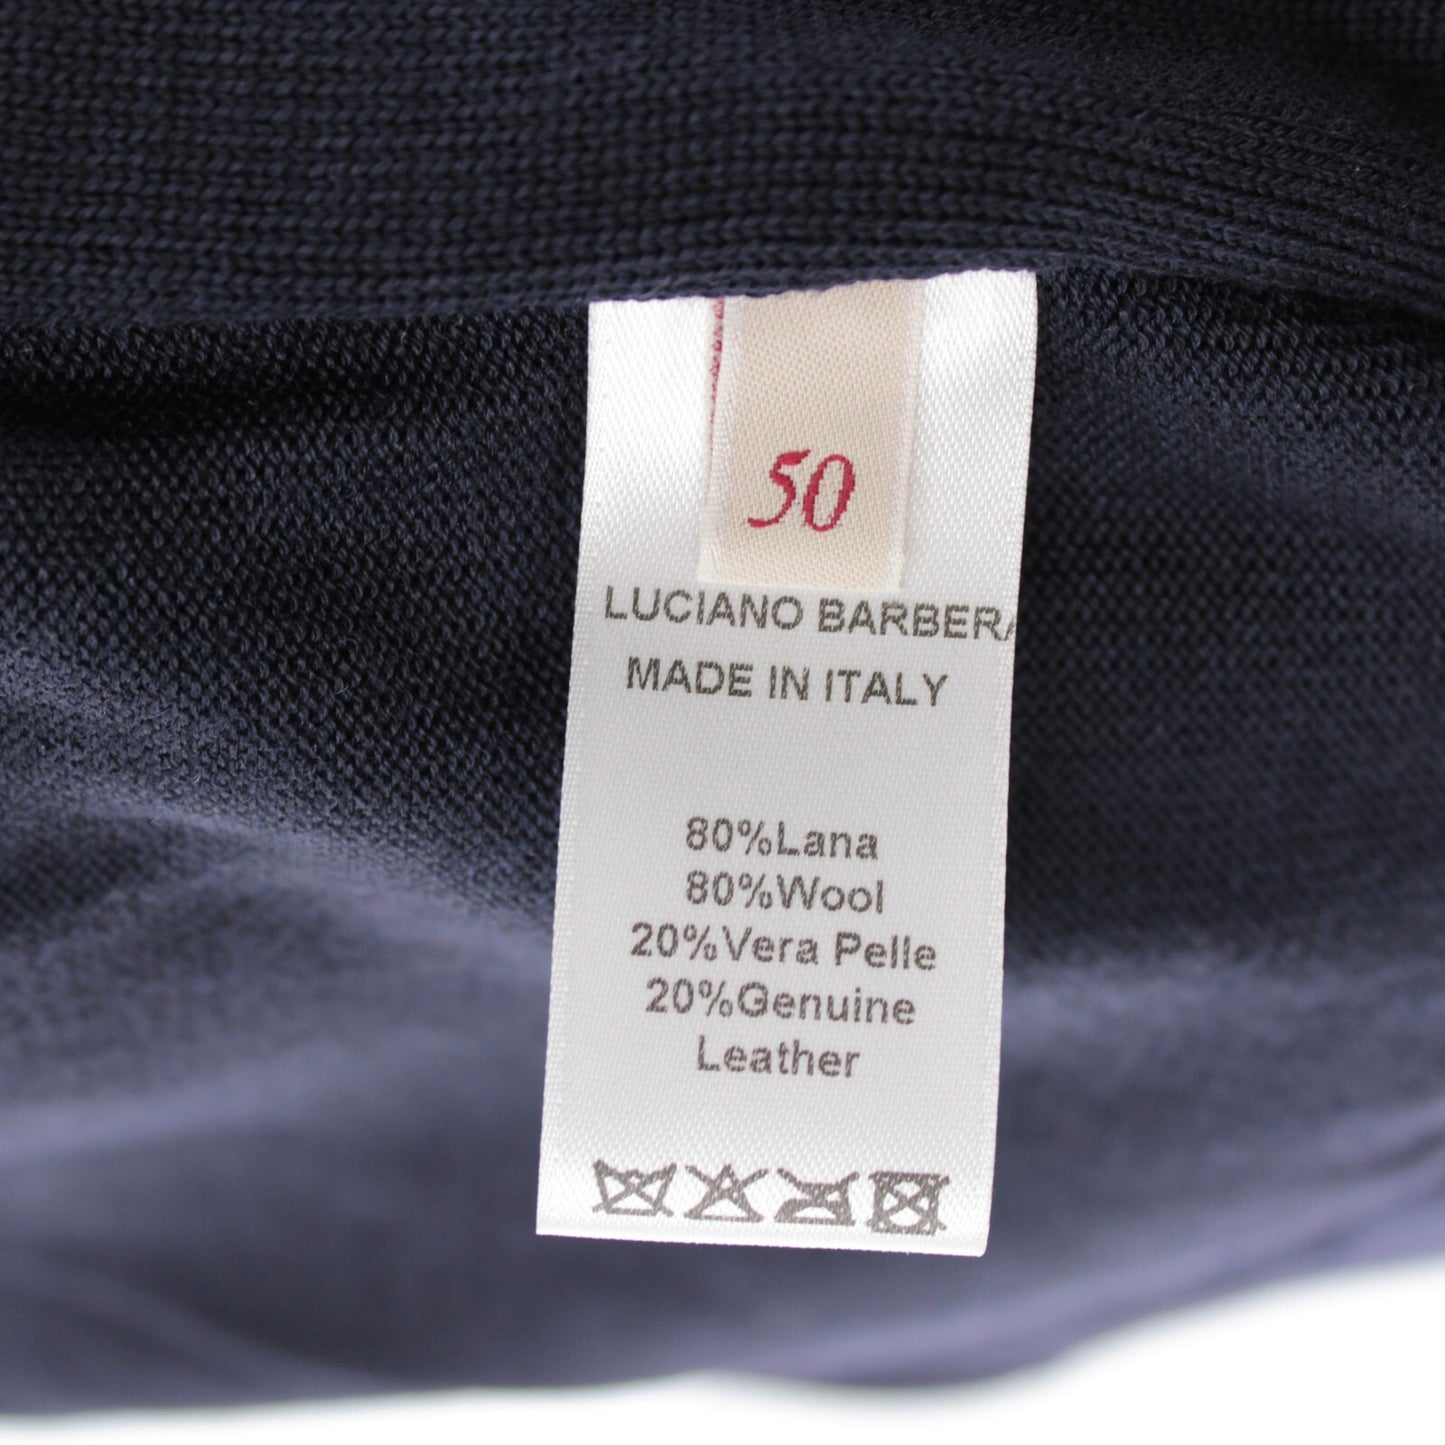 50
LUCIANO BARBERA
MADE IN ITALY
80%Lana
80%Wool
20%Vera Pelle
20%Genuine
Leather